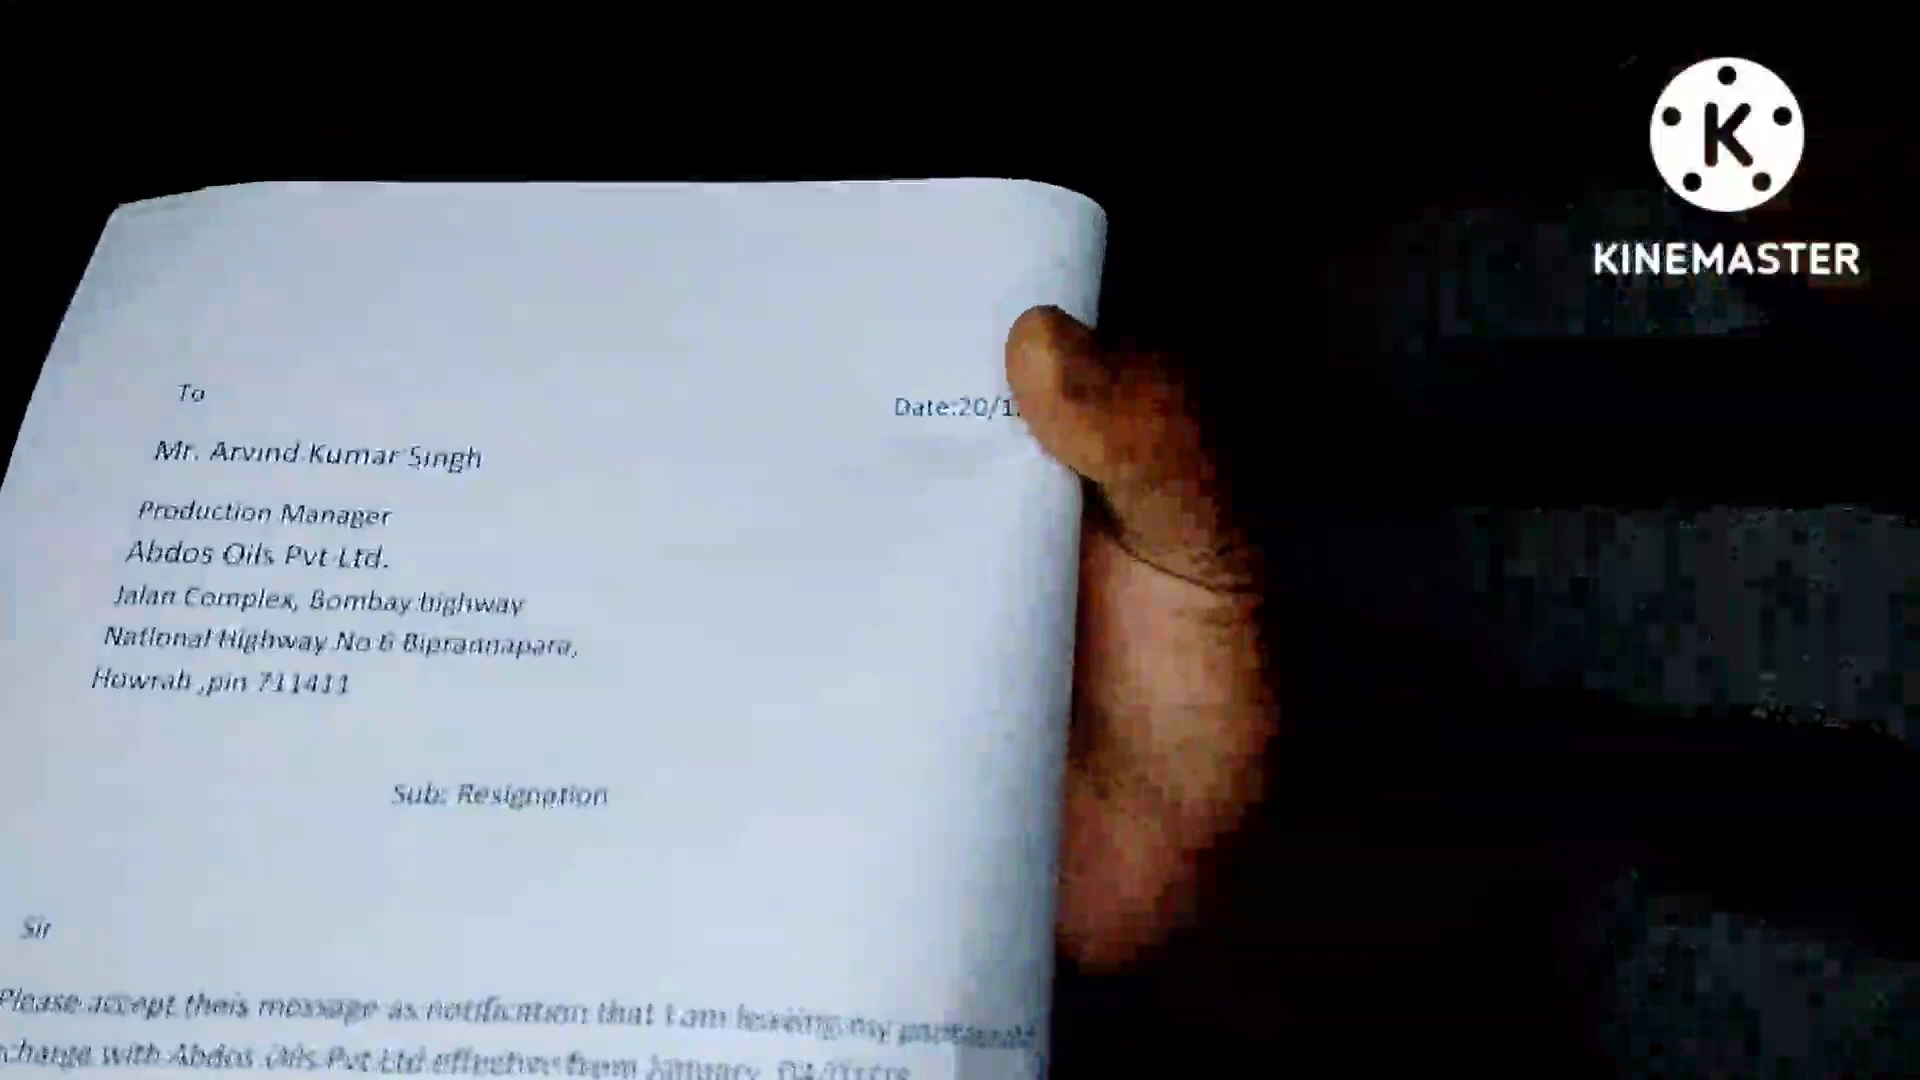 K
KINEMASTER
To
Date:20/1
Mr. Arvind Kumar Singh
Production Manager
Abdos Oils Pvt Ltd.
Jalan Complex, Bombay highway
National Highway No 6 Biprannapara,
Howrah ,pin 711411
Sub: Resignation
Sir
Please accept theis message as notification that I am leaving my
charge with Abdos Oils Pvt Ltd effective from January